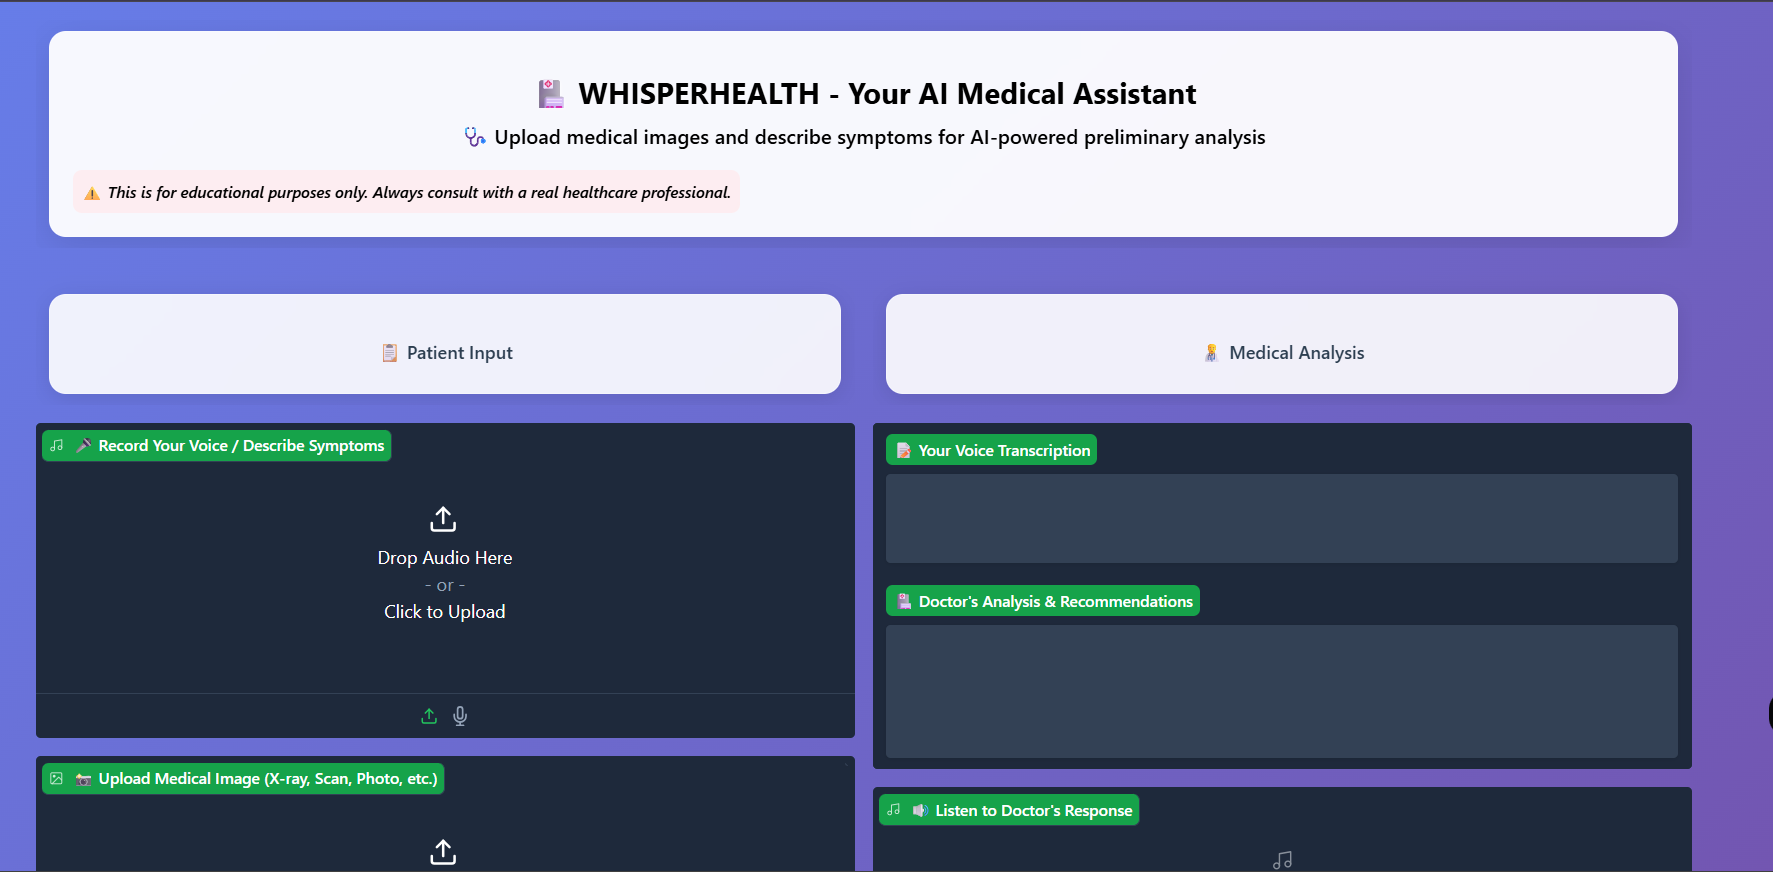 WHISPERHEALTH - Your AI Medical Assistant
Upload medical images and describe symptoms for AI-powered preliminary analysis
This is for educational purposes only. Always consult with a real healthcare professional.
Patient Input
Medical Analysis
Record Your Voice / Describe Symptoms
Drop Audio Here
- or -
Click to Upload
Upload Medical Image (X-ray, Scan, Photo, etc.)
Your Voice Transcription
Doctor's Analysis & Recommendations
Listen to Doctor's Response